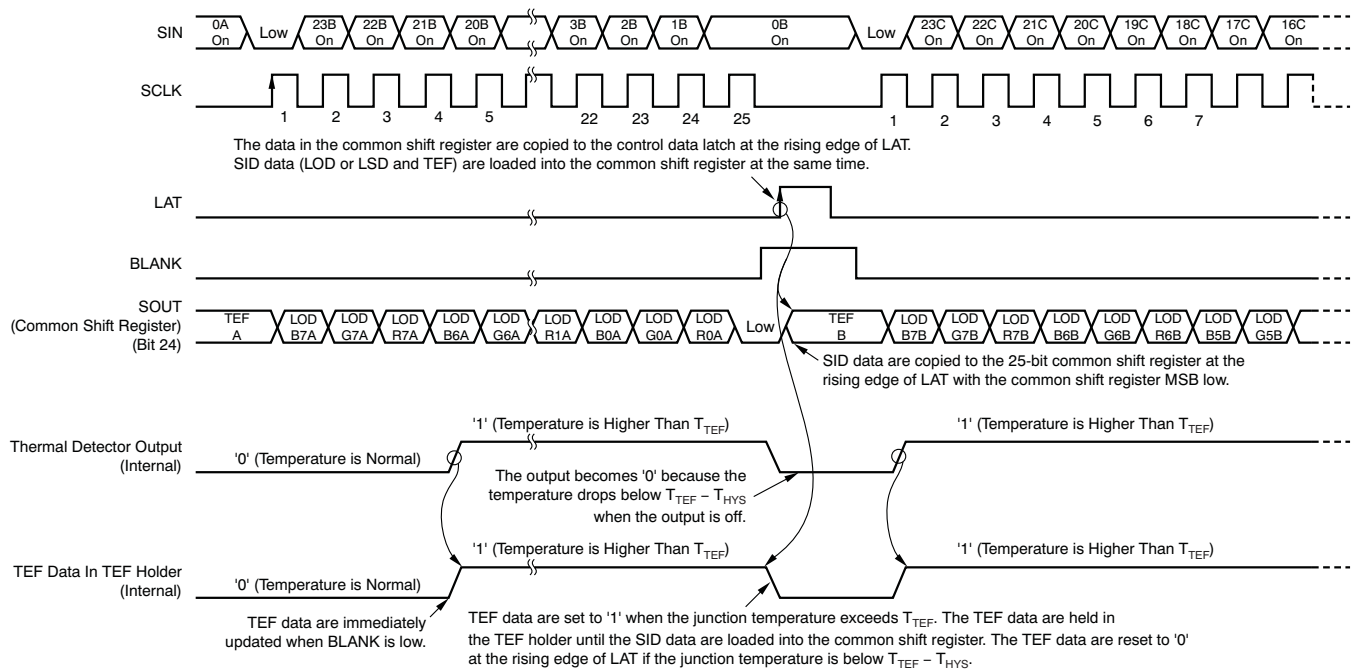 SIN
0A
On
Low
23B
On
22B
On
21B
On
20B
On
3B
On
2B
On
1B
On
0B
On
Low
23C
On
22C
On
21C
On
20C
On
19C
On
18C
On
17C
On
16C
On
SCLK
1 2 3 4 5 22 23 24 25 1 2 3 4 5 6 7
The data in the common shift register are copied to the control data latch at the rising edge of LAT.
SID data (LOD or LSD and TEF) are loaded into the common shift register at the same time.
LAT
BLANK
SOUT
(Common Shift Register)
(Bit 24)
TEF
A
LOD
B7A
LOD
G7A
LOD
R7A
LOD
B6A
LOD
G6A
LOD
R1A
LOD
B0A
LOD
G0A
LOD
R0A
Low
TEF
B
LOD
B7B
LOD
G7B
LOD
R7B
LOD
B6B
LOD
G6B
LOD
R6B
LOD
B5B
LOD
G5B
SID data are copied to the 25-bit common shift register at the
rising edge of LAT with the common shift register MSB low.
Thermal Detector Output
(Internal)
'0' (Temperature is Normal)
'1' (Temperature is Higher Than TTEF)
The output becomes '0' because the
temperature drops below TTEF – THYS
when the output is off.
'1' (Temperature is Higher Than TTEF)
TEF Data In TEF Holder
(Internal)
'0' (Temperature is Normal)
'1' (Temperature is Higher Than TTEF)
'1' (Temperature is Higher Than TTEF)
TEF data are immediately
updated when BLANK is low.
TEF data are set to '1' when the junction temperature exceeds TTEF. The TEF data are held in
the TEF holder until the SID data are loaded into the common shift register. The TEF data are reset to '0'
at the rising edge of LAT if the junction temperature is below TTEF – THYS.